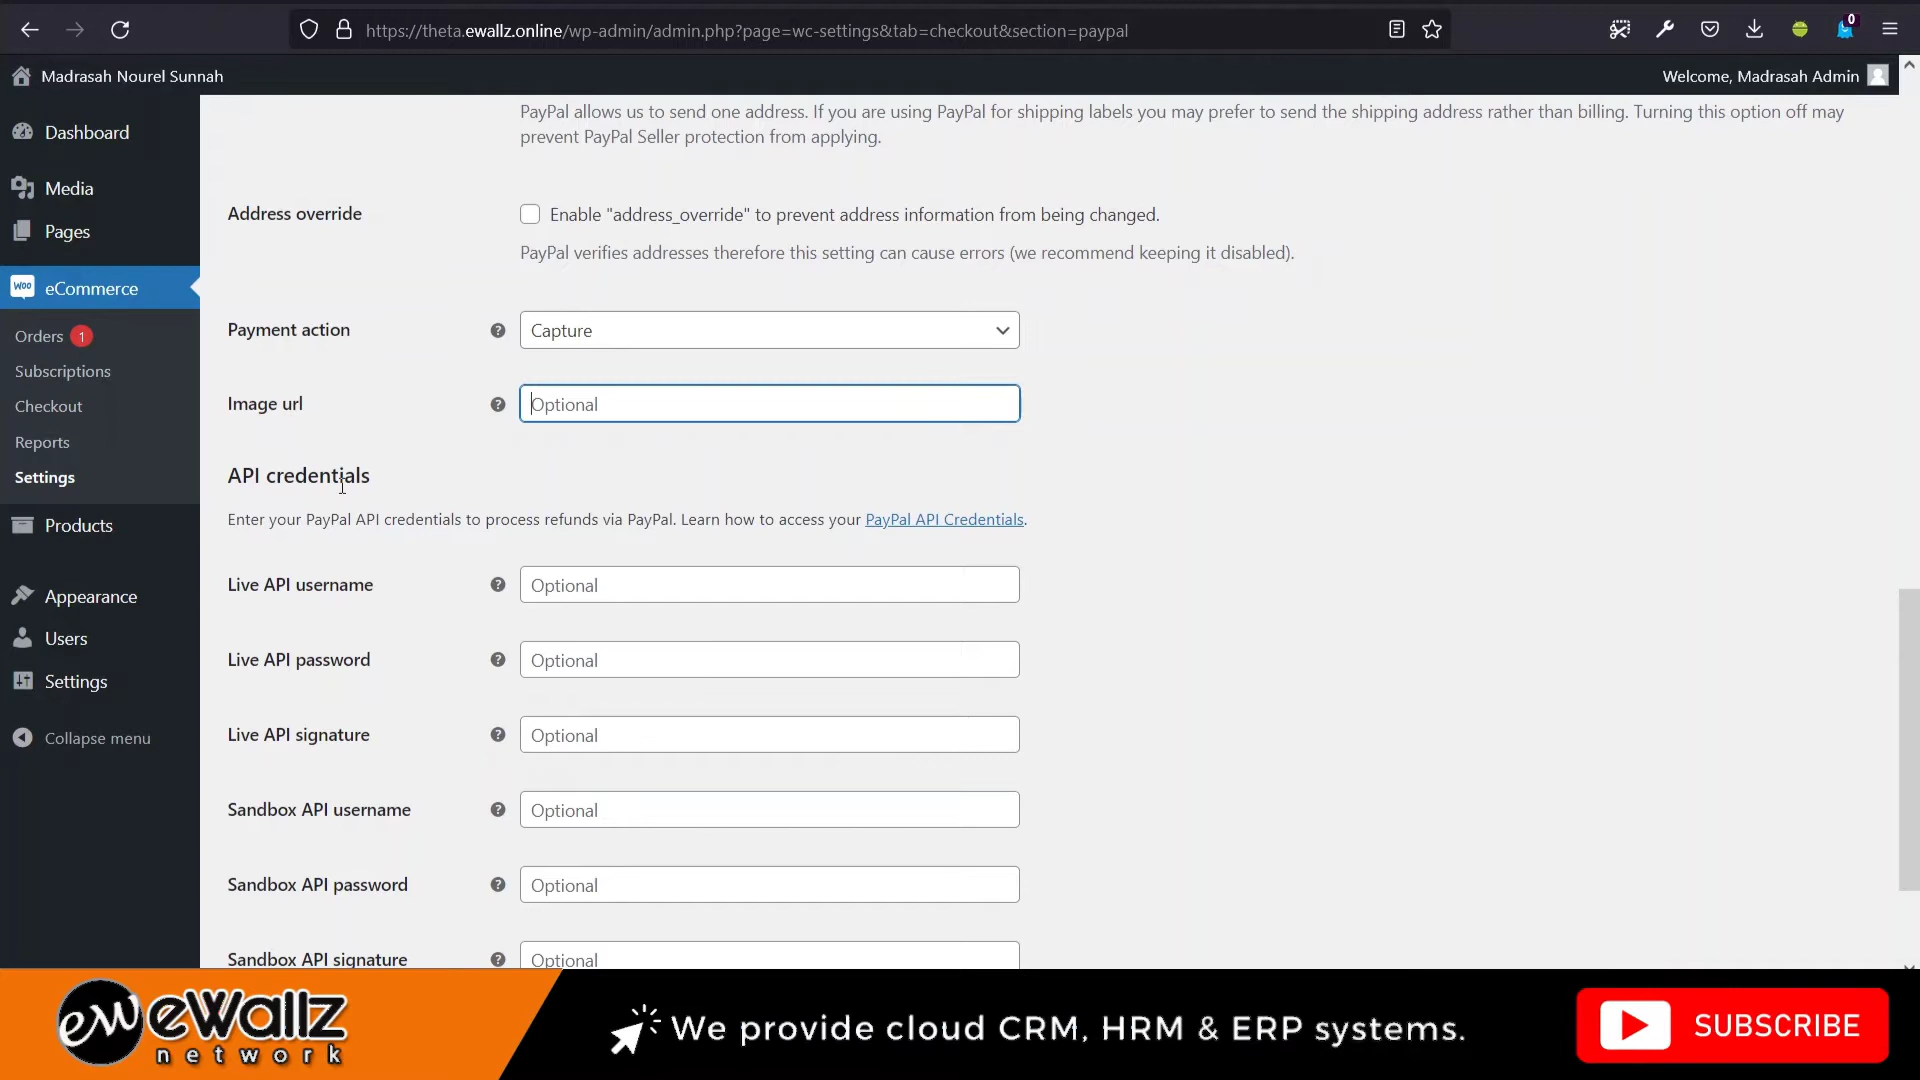 https://theta.ewallz.online/wp-admin/admin.php?page=wc-settings&tab=checkout&section=paypal
0
Madrasah Nourel Sunnah
Welcome, Madrasah Admin
Dashboard
Media
Pages
WOO eCommerce
Orders 1
Subscriptions
Checkout
Reports
Settings
Products
Appearance
Users
Settings
Collapse menu
PayPal allows us to send one address. If you are using PayPal for shipping labels you may prefer to send the shipping address rather than billing. Turning this option off may
prevent PayPal Seller protection from applying.
Address override
Enable "address_override" to prevent address information from being changed.
PayPal verifies addresses therefore this setting can cause errors (we recommend keeping it disabled).
Payment action ? Capture
Image url ? Optional
API credentials
Enter your PayPal API credentials to process refunds via PayPal. Learn how to access your PayPal API Credentials.
Live API username ? Optional
Live API password ? Optional
Live API signature ? Optional
Sandbox API username ? Optional
Sandbox API password ? Optional
Sandbox API signature ? Optional
ew eWallz
network
We provide cloud CRM, HRM & ERP systems.
SUBSCRIBE